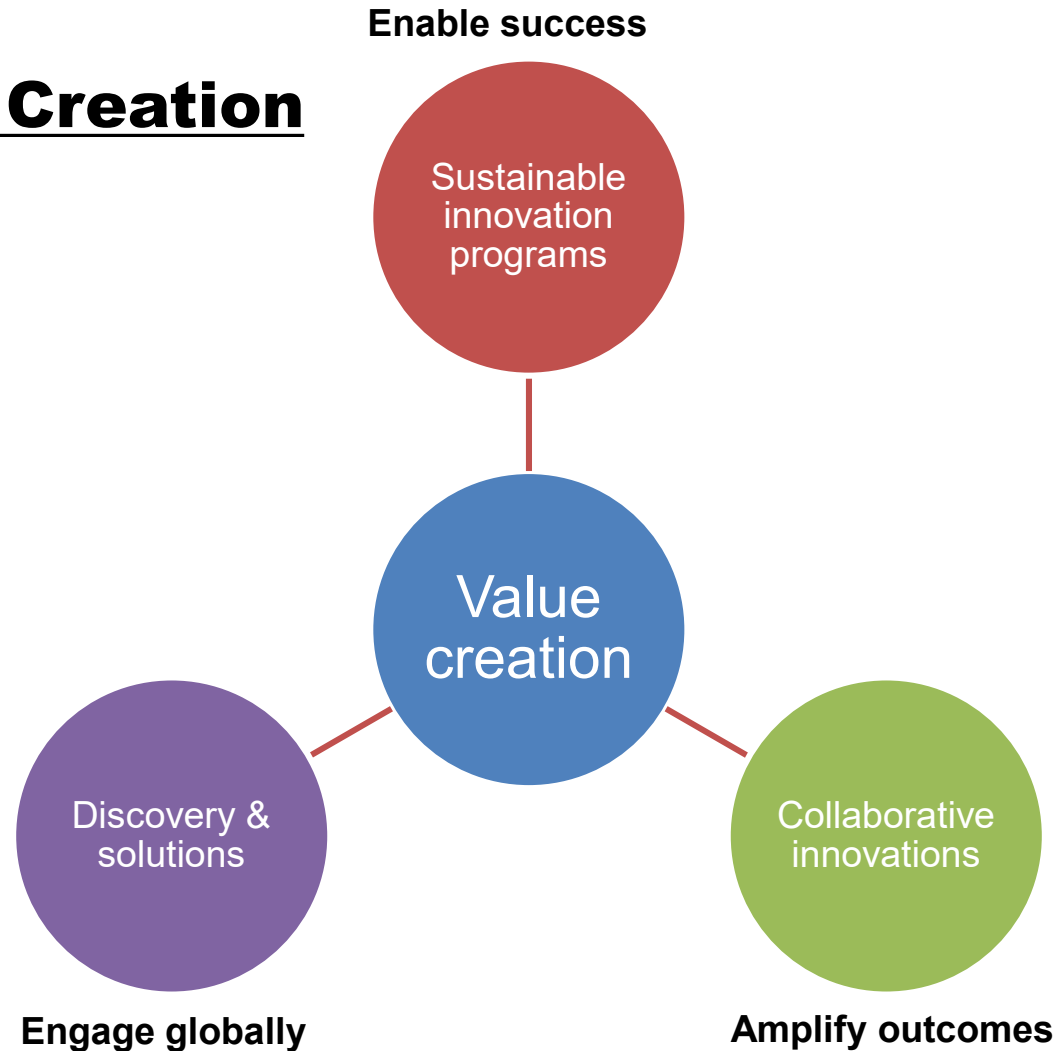 Enable success
Creation
Sustainable
innovation
programs
Value
creation
Discovery &
solutions
Collaborative
innovations
Engage globally
Amplify outcomes